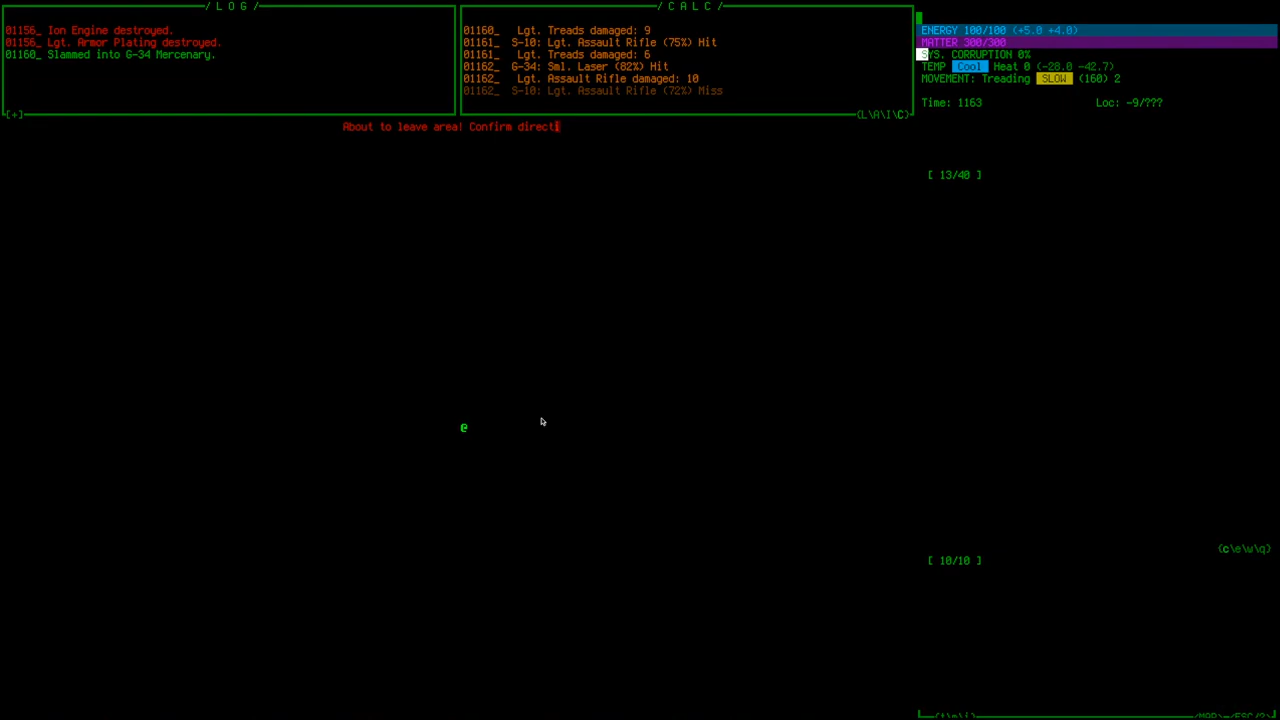 / L O G /
01156_ Ion Engine destroyed.
01156_ Lgt. Armor Plating destroyed.
01160_ Slammed into G-34 Mercenary.
[+]
/ C A L C /
01160_ Lgt. Treads damaged: 9
01161_ S-10: Lgt. Assault Rifle (75%) Hit
01161_ Lgt. Treads damaged: 6
01162_ G-34: Sml. Laser (82%) Hit
01162_ Lgt. Assault Rifle damaged: 10
01162_ S-10: Lgt. Assault Rifle (72%) Miss
(L\A\I\C)
ENERGY 100/100 (+5.0 +4.0)
MATTER 300/300
SYS. CORRUPTION 0%
TEMP Cool Heat 0 (-28.0 -42.7)
MOVEMENT: Treading SLOW (160) 2
Time: 1163 Loc: -9/???
About to leave area! Confirm directi
[ 13/40 ]
@
(c\e\w\q)
[ 10/10 ]